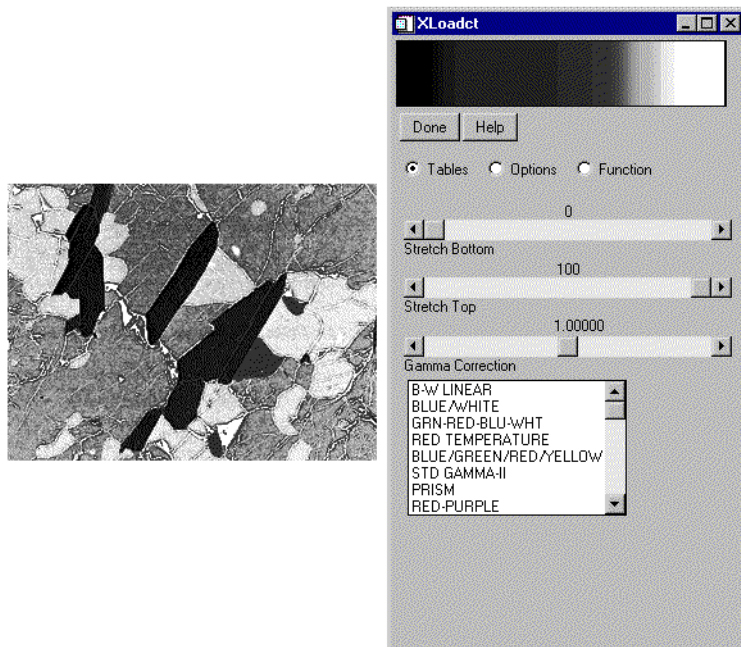 XLoadct
Done Help
Tables Options Function
0
Stretch Bottom
100
Stretch Top
1.00000
Gamma Correction
B-W LINEAR
BLUE/WHITE
GRN-RED-BLU-WHT
RED TEMPERATURE
BLUE/GREEN/RED/YELLOW
STD GAMMA-II
PRISM
RED-PURPLE